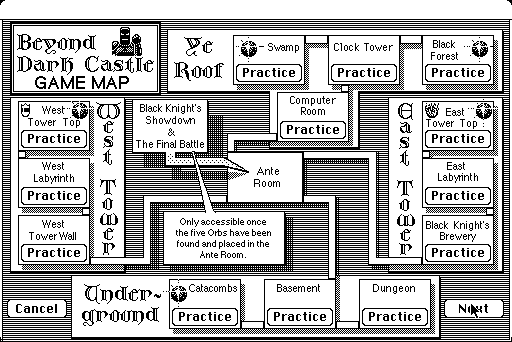 Beyond
Dark Castle
GAME MAP
Ye
Roof
Swamp
Practice
Clock Tower
Practice
Black
Forest
Practice
West
Tower Top
Practice
West
Labyrinth
Practice
West
Tower Wall
Practice
West Tower
Black Knight's
Showdown
&
The Final Battle
Computer
Room
Practice
Ante
Room
Only accessible once
the five Orbs have been
found and placed in the
Ante Room.
East Tower
East
Tower Top
Practice
East
Labyrinth
Practice
Black Knight's
Brewery
Practice
Cancel
Under-
ground
Catacombs
Practice
Basement
Practice
Dungeon
Practice
Next